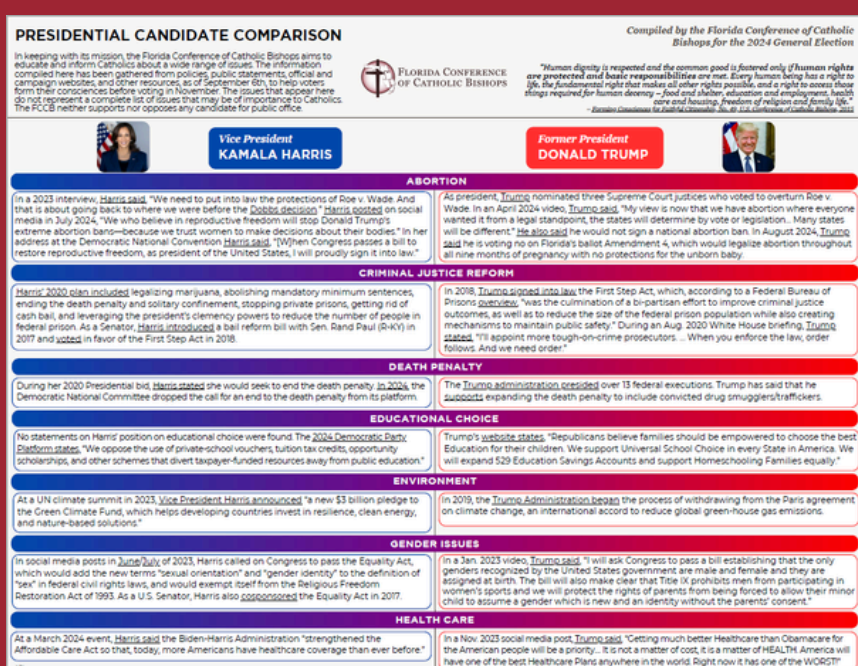 PRESIDENTIAL CANDIDATE COMPARISON
In keeping with its mission, the Florida Conference of Catholic Bishops aims to
educate and inform Catholics about a wide range of issues. The information
compiled here has been gathered from policies, public statements, official and
campaign websites, and other resources, as of September 6th, to help voters
form their consciences before voting in November. The issues that appear here
do not represent a complete list of issues that may be of importance to Catholics.
The FCCB neither supports nor opposes any candidate for public office.
FLORIDA CONFERENCE
OF CATHOLIC BISHOPS
Compiled by the Florida Conference of Catholic
Bishops for the 2024 General Election
"Human dignity is respected and the common good is fostered only if human rights
are protected and basic responsibilities are met. Every human being has a right to
life, the fundamental right that makes all other rights possible, and a right to access those
things required for human decency – food and shelter, education and employment, health
care and housing, freedom of religion and family life."
– Forming Consciences for Faithful Citizenship, No. 49, U.S. Conference of Catholic Bishops,
Vice President
KAMALA HARRIS
Former President
DONALD TRUMP
ABORTION
In a 2023 interview, Harris said, "We need to put into law the protections of Roe v. Wade. And
that is about going back to where we were before the Dobbs decision." Harris posted on social
media in July 2024, "We who believe in reproductive freedom will stop Donald Trump's
extreme abortion bans—because we trust women to make decisions about their bodies." In her
address at the Democratic National Convention Harris said, "[W]hen Congress passes a bill to
restore reproductive freedom, as president of the United States, I will proudly sign it into law."
As president, Trump nominated three Supreme Court justices who voted to overturn Roe v.
Wade. In an April 2024 video, Trump said, "My view is now that we have abortion where everyone
wanted it from a legal standpoint, the states will determine by vote or legislation... Many states
will be different." He also said he would not sign a national abortion ban. In August 2024, Trump
said he is voting no on Florida's ballot Amendment 4, which would legalize abortion throughout
all nine months of pregnancy with no protections for the unborn baby.
CRIMINAL JUSTICE REFORM
Harris' 2020 plan included legalizing marijuana, abolishing mandatory minimum sentences,
ending the death penalty and solitary confinement, stopping private prisons, getting rid of
cash bail, and leveraging the president's clemency powers to reduce the number of people in
federal prison. As a Senator, Harris introduced a bail reform bill with Sen. Rand Paul (R-KY) in
2017 and voted in favor of the First Step Act in 2018.
In 2018, Trump signed into law the First Step Act, which, according to a Federal Bureau of
Prisons overview, "was the culmination of a bi-partisan effort to improve criminal justice
outcomes, as well as to reduce the size of the federal prison population while also creating
mechanisms to maintain public safety." During an Aug. 2020 White House briefing, Trump
stated, "I'll appoint more tough-on-crime prosecutors. ... When you enforce the law, order
follows. And we need order."
DEATH PENALTY
During her 2020 Presidential bid, Harris stated she would seek to end the death penalty. In 2024, the
Democratic National Committee dropped the call for an end to the death penalty from its platform.
The Trump administration presided over 13 federal executions. Trump has said that he
supports expanding the death penalty to include convicted drug smugglers/traffickers.
EDUCATIONAL CHOICE
No statements on Harris' position on educational choice were found. The 2024 Democratic Party
Platform states, "We oppose the use of private-school vouchers, tuition tax credits, opportunity
scholarships, and other schemes that divert taxpayer-funded resources away from public education."
Trump's website states, "Republicans believe families should be empowered to choose the best
Education for their children. We support Universal School Choice in every State in America. We
will expand 529 Education Savings Accounts and support Homeschooling Families equally."
ENVIRONMENT
At a UN climate summit in 2023, Vice President Harris announced "a new $3 billion pledge to
the Green Climate Fund, which helps developing countries invest in resilience, clean energy,
and nature-based solutions."
In 2019, the Trump Administration began the process of withdrawing from the Paris agreement
on climate change, an international accord to reduce global green-house gas emissions.
GENDER ISSUES
In social media posts in June/July of 2023, Harris called on Congress to pass the Equality Act,
which would add the new terms "sexual orientation" and "gender identity" to the definition of
"sex" in federal civil rights laws, and would exempt itself from the Religious Freedom
Restoration Act of 1993. As a U.S. Senator, Harris also cosponsored the Equality Act in 2017.
In a Jan. 2023 video, Trump said, "I will ask Congress to pass a bill establishing that the only
genders recognized by the United States government are male and female and they are
assigned at birth. The bill will also make clear that Title IX prohibits men from participating in
women's sports and we will protect the rights of parents from being forced to allow their minor
child to assume a gender which is new and an identity without the parents' consent."
HEALTH CARE
At a March 2024 event, Harris said the Biden-Harris Administration "strengthened the
Affordable Care Act so that, today, more Americans have healthcare coverage than ever before."
In a Nov. 2023 social media post, Trump said, "Getting much better Healthcare than Obamacare for
the American people will be a priority... It is not a matter of cost, it is a matter of HEALTH. America will
have one of the best Healthcare Plans anywhere in the world. Right now it has one of the WORST!"